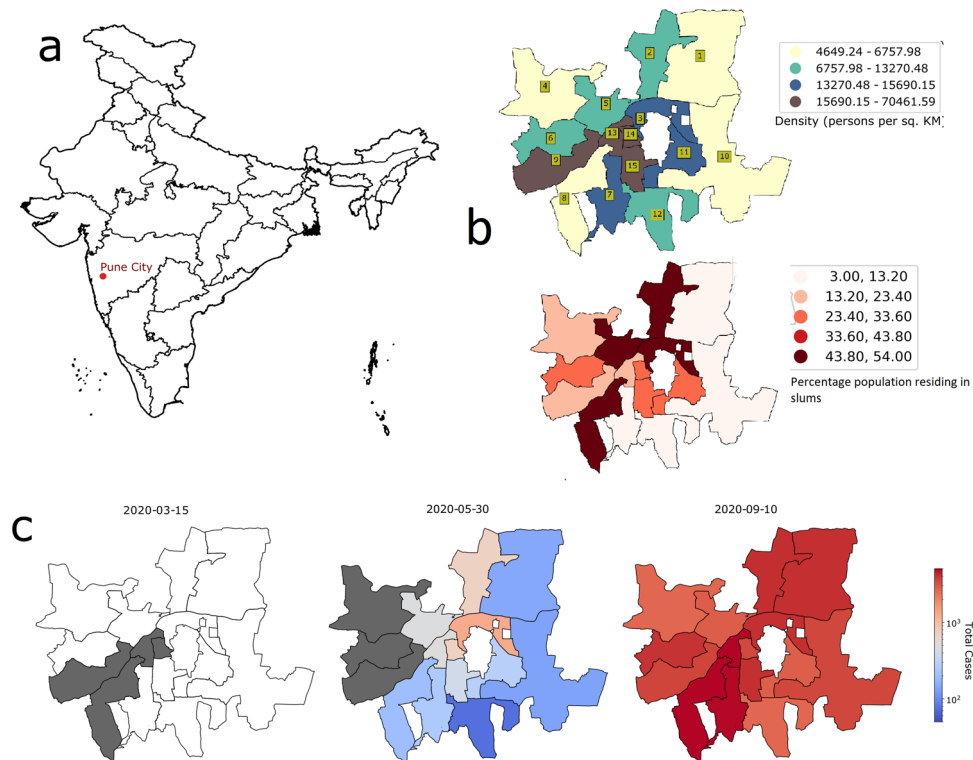 a
Pune City
1
2
3
4
5
6
7
8
9
10
11
12
13
14
15
4649.24 - 6757.98
6757.98 - 13270.48
13270.48 - 15690.15
15690.15 - 70461.59
Density (persons per sq. KM)
b
3.00, 13.20
13.20, 23.40
23.40, 33.60
33.60, 43.80
43.80, 54.00
Percentage population residing in
slums
c
2020-03-15
2020-05-30
2020-09-10
10³
10²
Total Cases